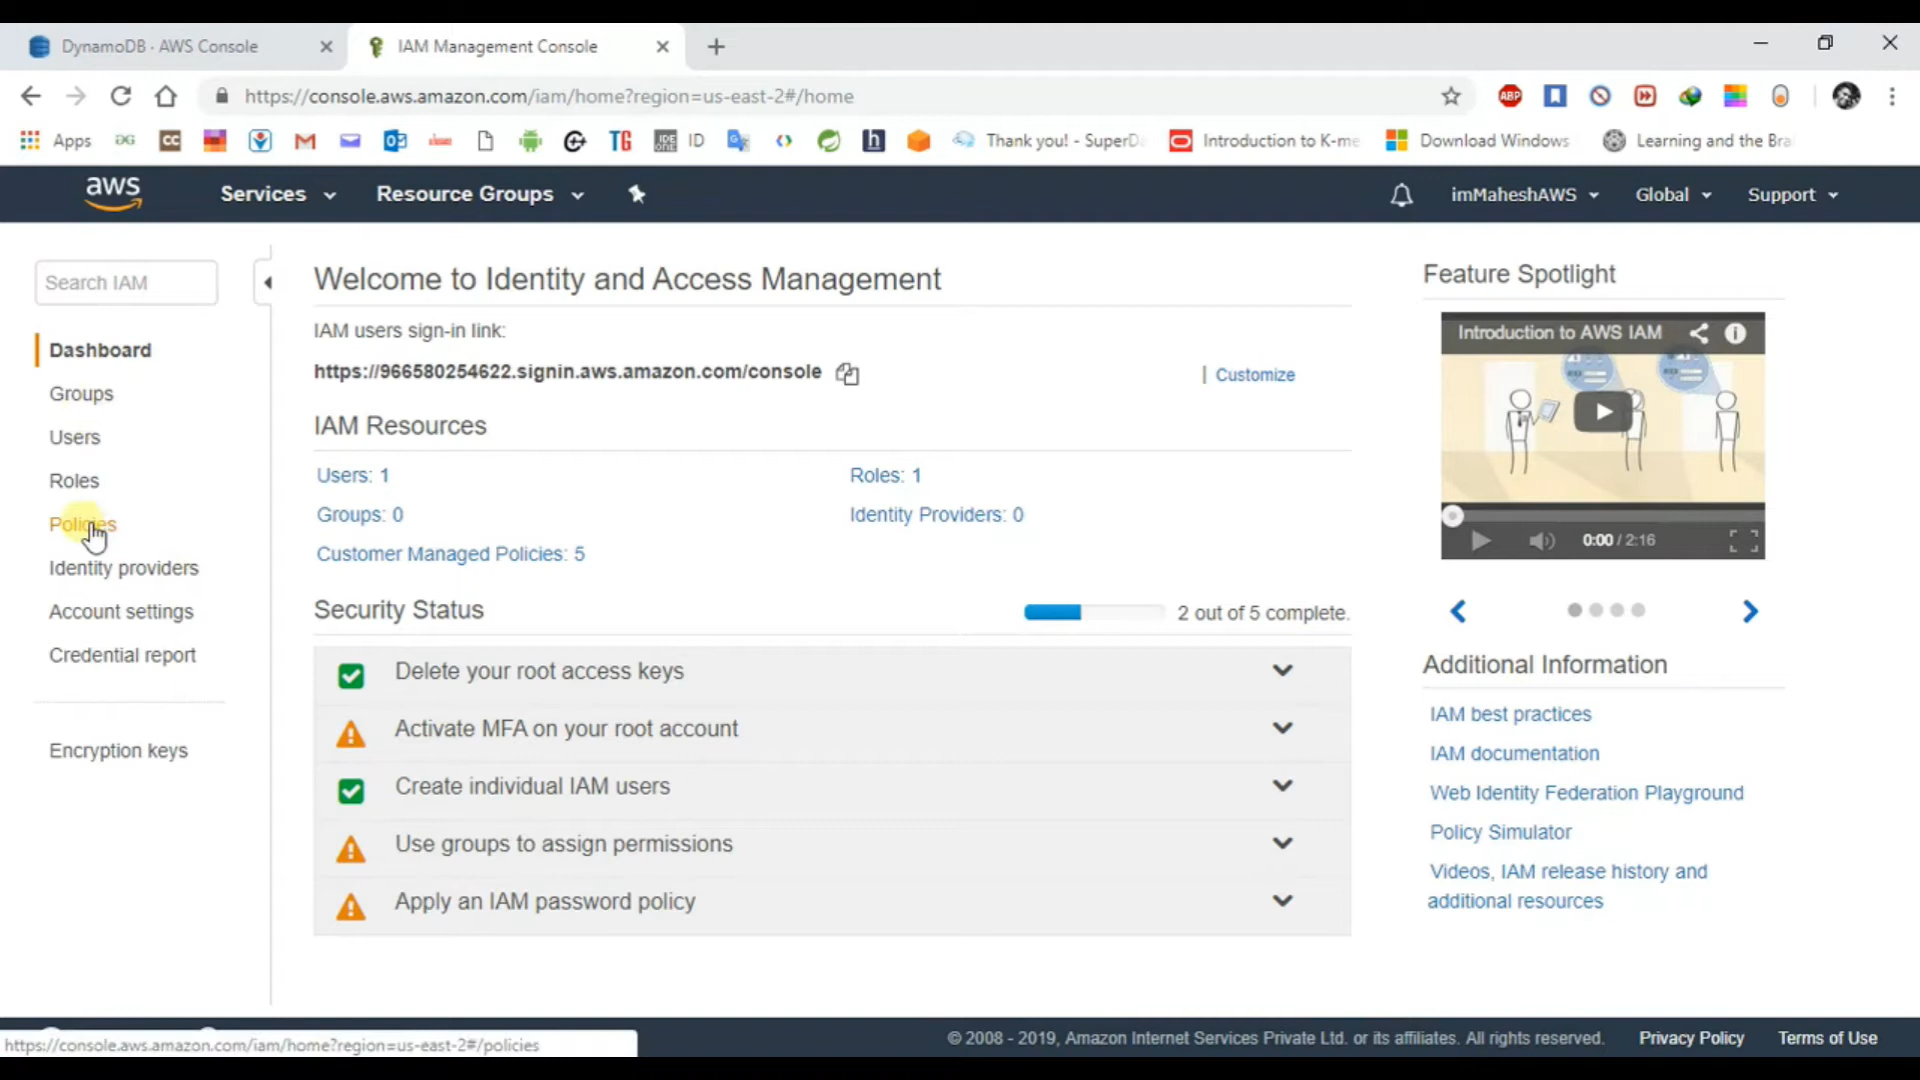 DynamoDB - AWS Console
IAM Management Console
https://console.aws.amazon.com/iam/home?region=us-east-2#/home
ABP
Apps
CC
TG
IDE ONE
ID
h
Thank you! - SuperDa
Introduction to K-me
Download Windows
Learning and the Bra
aws
Services
Resource Groups
imMaheshAWS
Global
Support
Search IAM
Dashboard
Groups
Users
Roles
Policies
Identity providers
Account settings
Credential report
Encryption keys
Welcome to Identity and Access Management
IAM users sign-in link:
https://966580254622.signin.aws.amazon.com/console
| Customize
IAM Resources
Users: 1
Roles: 1
Groups: 0
Identity Providers: 0
Customer Managed Policies: 5
Security Status
2 out of 5 complete.
Delete your root access keys
Activate MFA on your root account
Create individual IAM users
Use groups to assign permissions
Apply an IAM password policy
Feature Spotlight
Introduction to AWS IAM
0:00 / 2:16
Additional Information
IAM best practices
IAM documentation
Web Identity Federation Playground
Policy Simulator
Videos, IAM release history and
additional resources
https://console.aws.amazon.com/iam/home?region=us-east-2#/policies
© 2008 - 2019, Amazon Internet Services Private Ltd. or its affiliates. All rights reserved.
Privacy Policy
Terms of Use